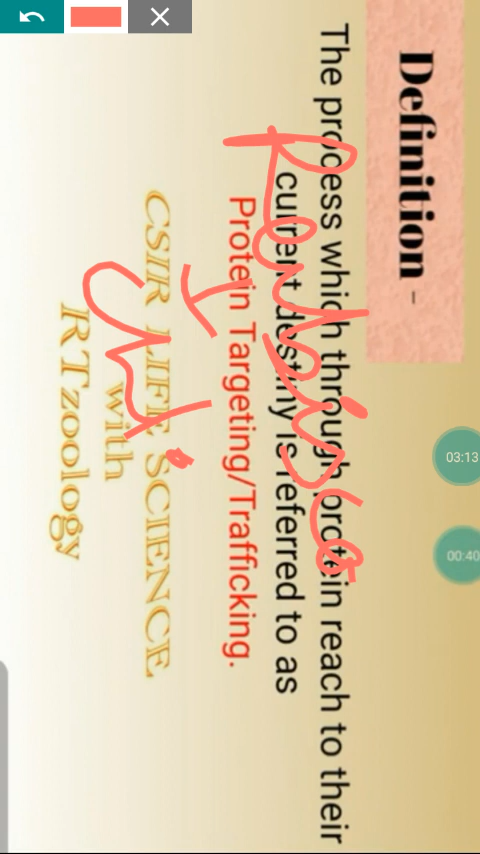 Definition -
The process which through protein reach to their
current destiny is referred to as
Protein Targeting/Trafficking.
CSIR LIFE SCIENCE
with
RTzoology
03:13
00:40